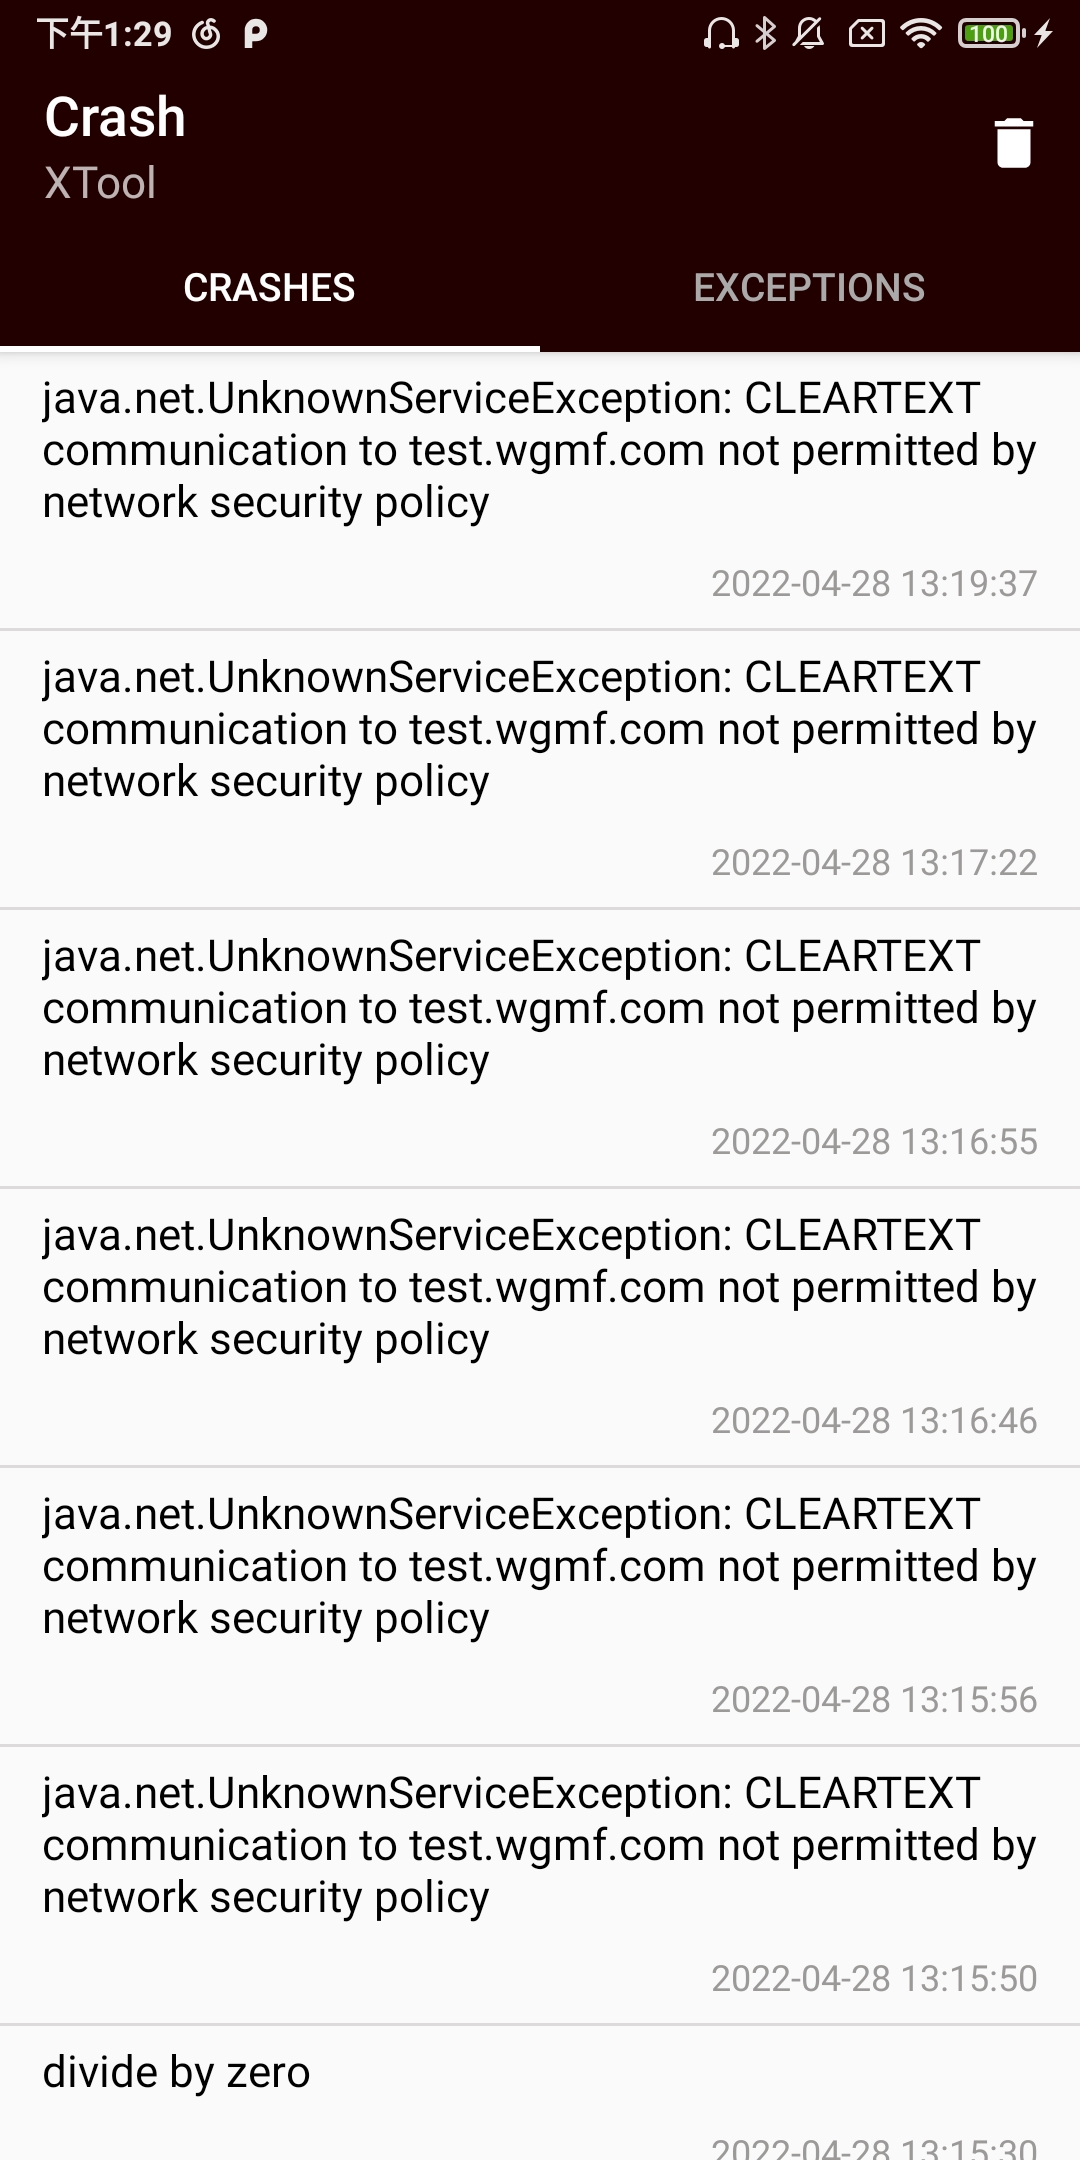 下午1:29
100
Crash
XTool
CRASHES
EXCEPTIONS
java.net.UnknownServiceException: CLEARTEXT
communication to test.wgmf.com not permitted by
network security policy
2022-04-28 13:19:37
java.net.UnknownServiceException: CLEARTEXT
communication to test.wgmf.com not permitted by
network security policy
2022-04-28 13:17:22
java.net.UnknownServiceException: CLEARTEXT
communication to test.wgmf.com not permitted by
network security policy
2022-04-28 13:16:55
java.net.UnknownServiceException: CLEARTEXT
communication to test.wgmf.com not permitted by
network security policy
2022-04-28 13:16:46
java.net.UnknownServiceException: CLEARTEXT
communication to test.wgmf.com not permitted by
network security policy
2022-04-28 13:15:56
java.net.UnknownServiceException: CLEARTEXT
communication to test.wgmf.com not permitted by
network security policy
2022-04-28 13:15:50
divide by zero
2022-04-28 13:15:30